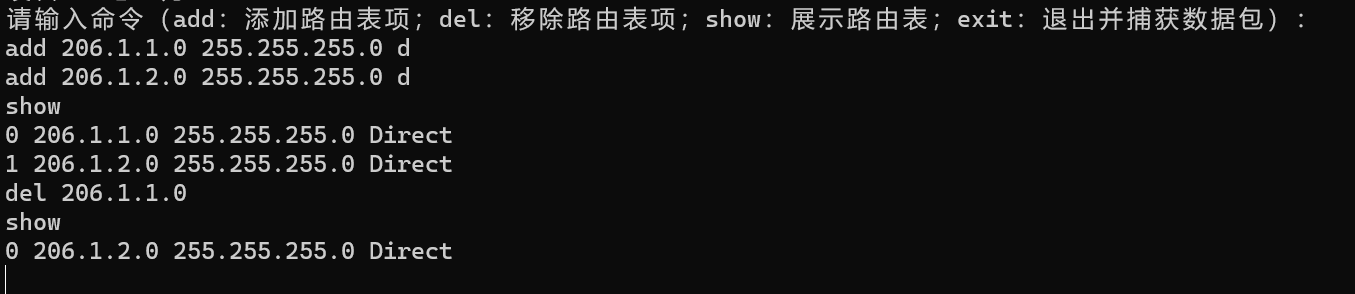 请输入命令（add：添加路由表项；del：移除路由表项；show：展示路由表；exit：退出并捕获数据包）：
add 206.1.1.0 255.255.255.0 d
add 206.1.2.0 255.255.255.0 d
show
0 206.1.1.0 255.255.255.0 Direct
1 206.1.2.0 255.255.255.0 Direct
del 206.1.1.0
show
0 206.1.2.0 255.255.255.0 Direct